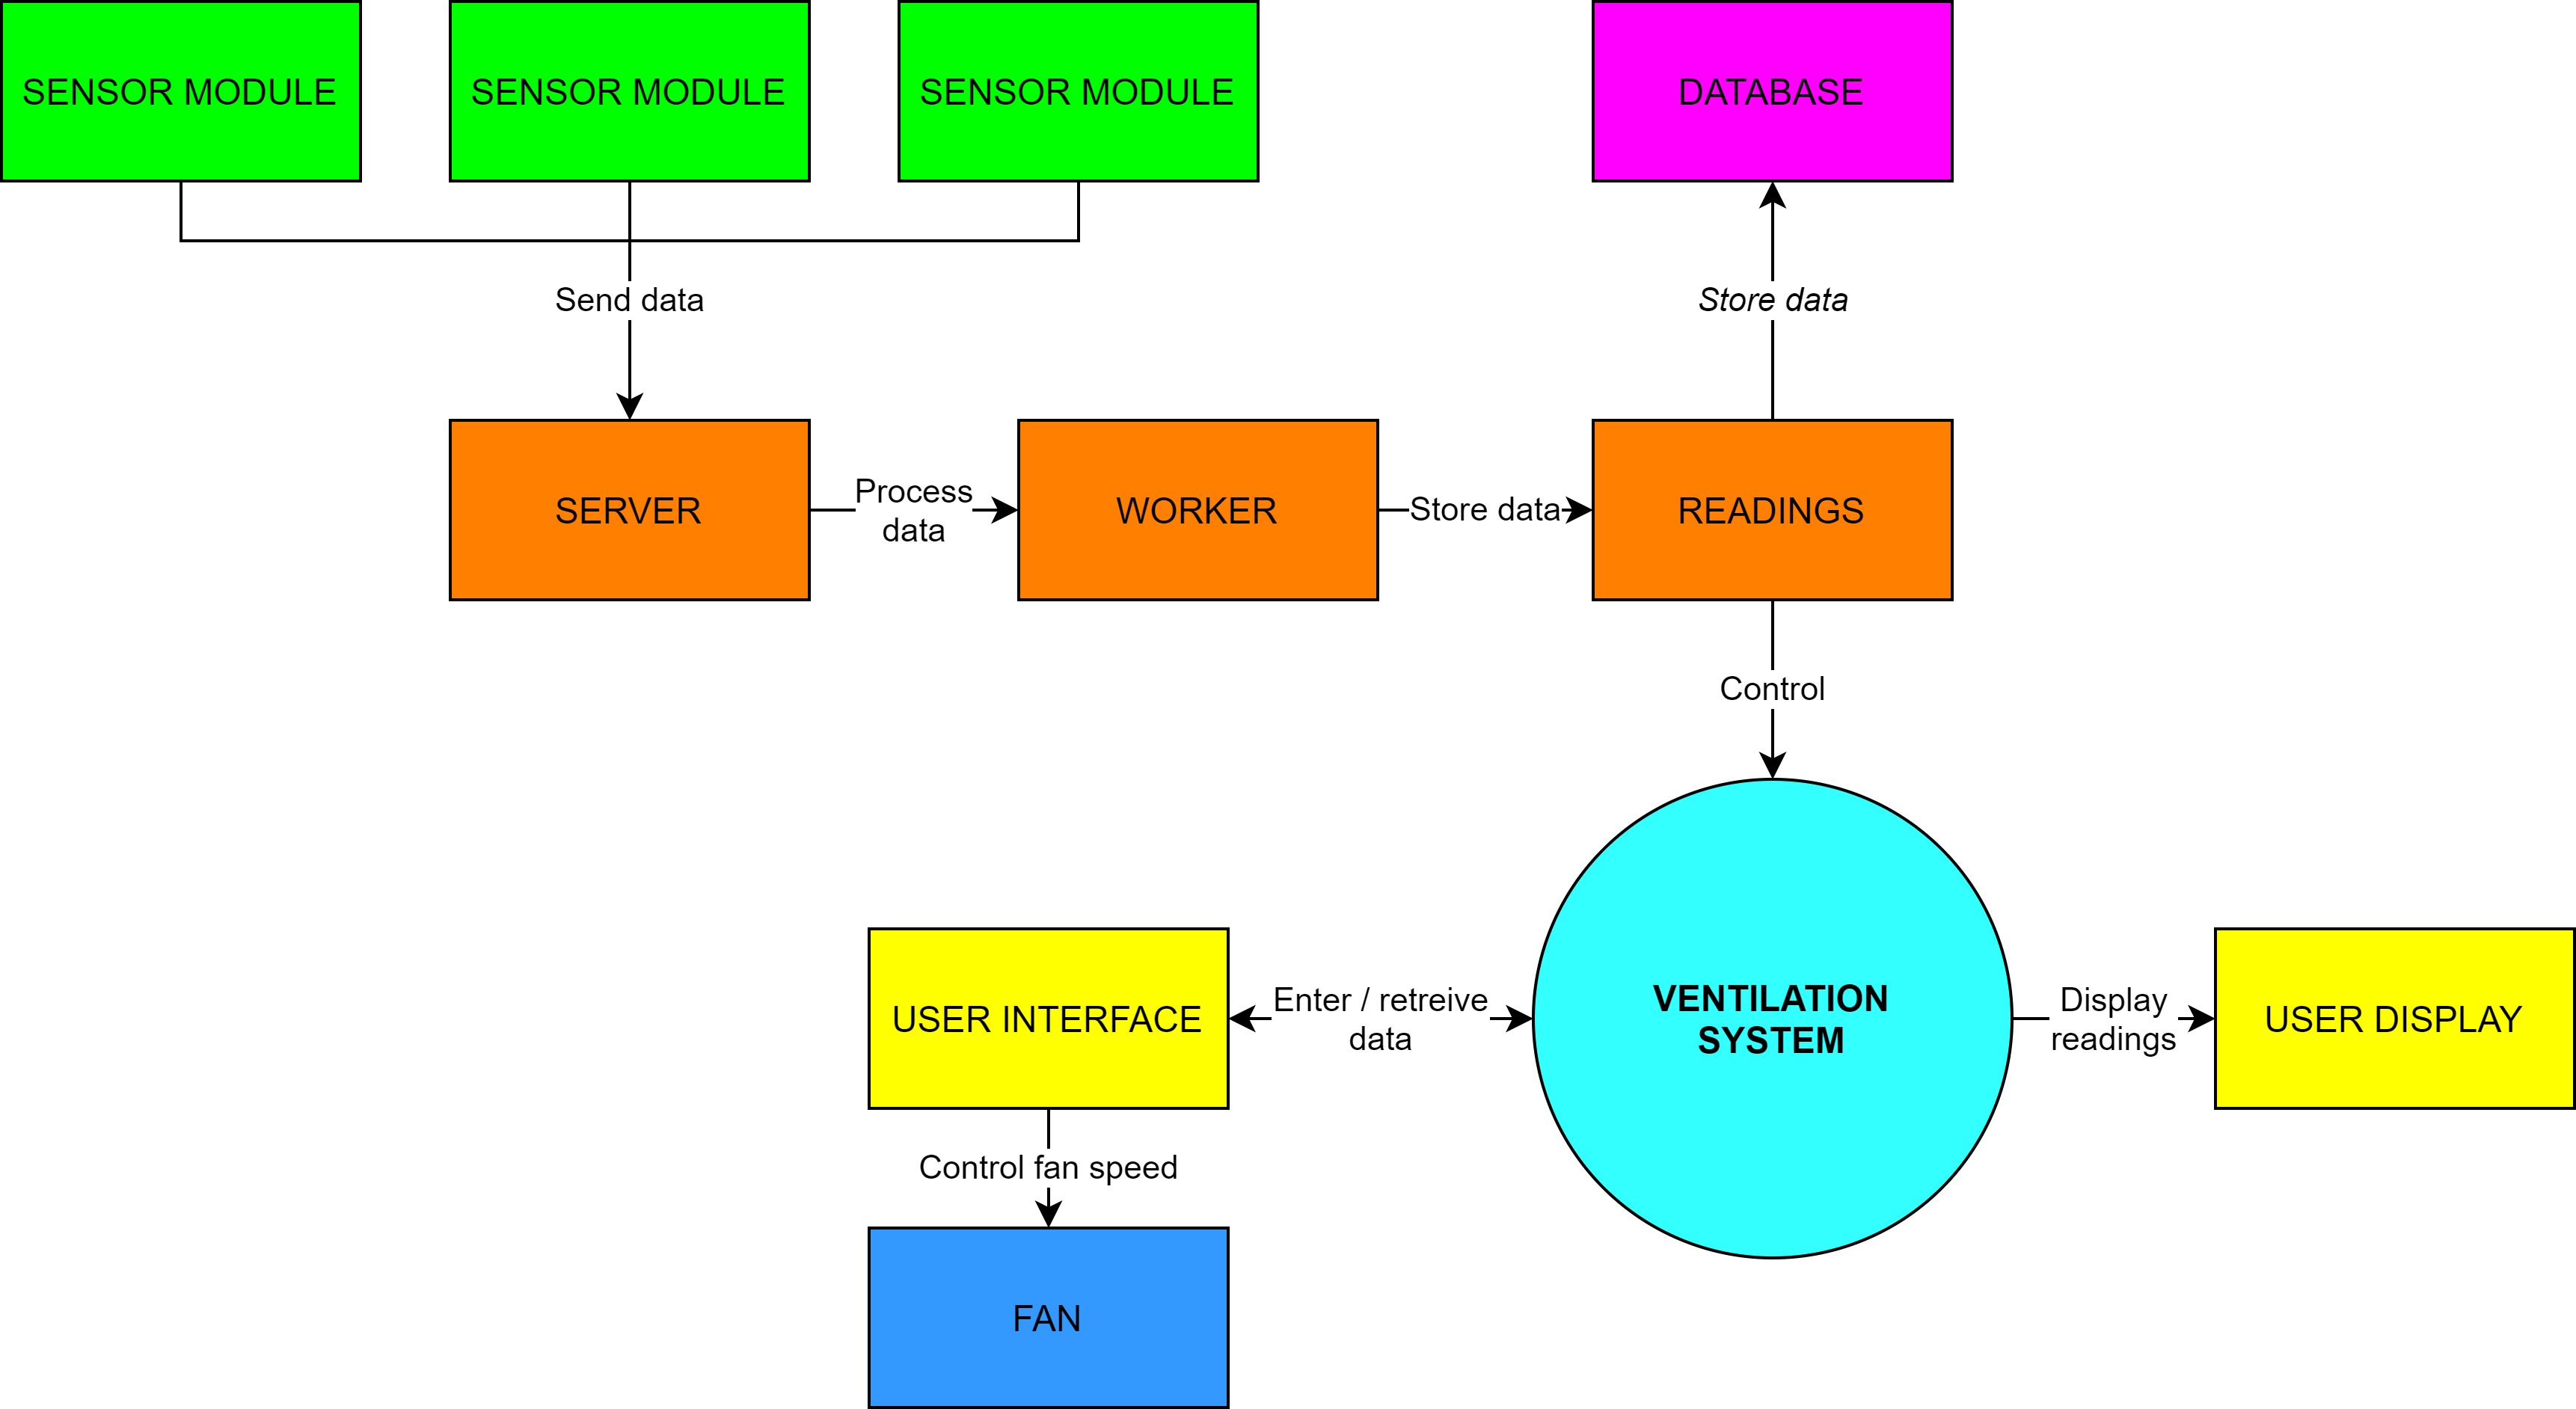 SENSOR MODULE
SENSOR MODULE
SENSOR MODULE
DATABASE
Send data
Store data
SERVER
Process
data
WORKER
Store data
READINGS
Control
USER INTERFACE
Enter / retreive
data
VENTILATION
SYSTEM
Display
readings
USER DISPLAY
Control fan speed
FAN